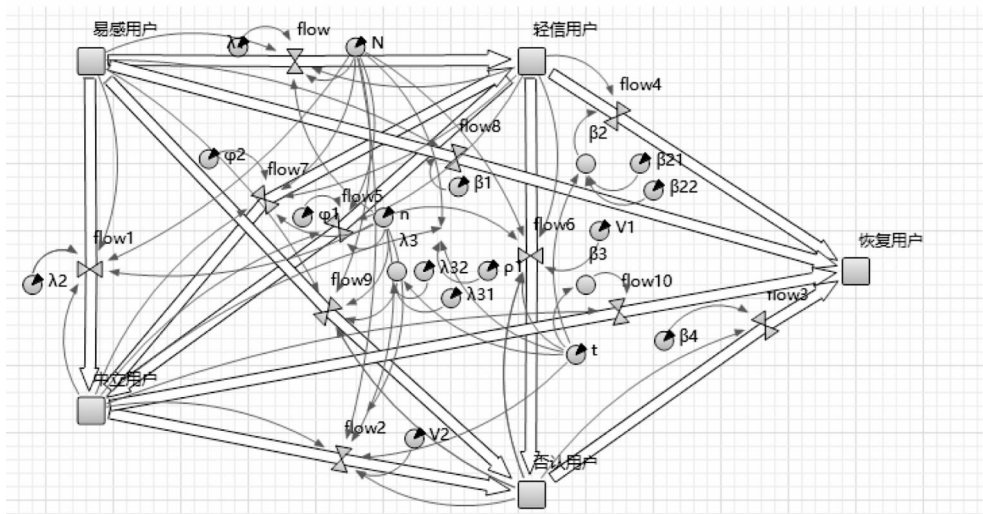 易感用户
λ
flow
N
轻信用户
flow4
flow8
β2
φ2
flow7
β21
β1
β22
flow5
φ1
n
flow6
V1
flow1
λ3
β3
恢复用户
λ2
flow9
λ32
ρ1
flow10
λ31
flow3
β4
t
中立用户
flow2
V2
否认用户